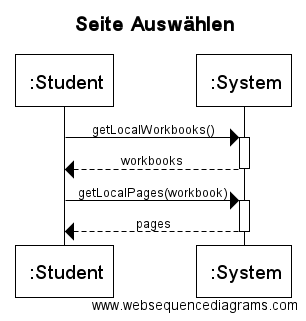 Seite Auswählen
:Student :System
getLocalWorkbooks()
workbooks
getLocalPages(workbook)
pages
:Student :System
www.websequencediagrams.com